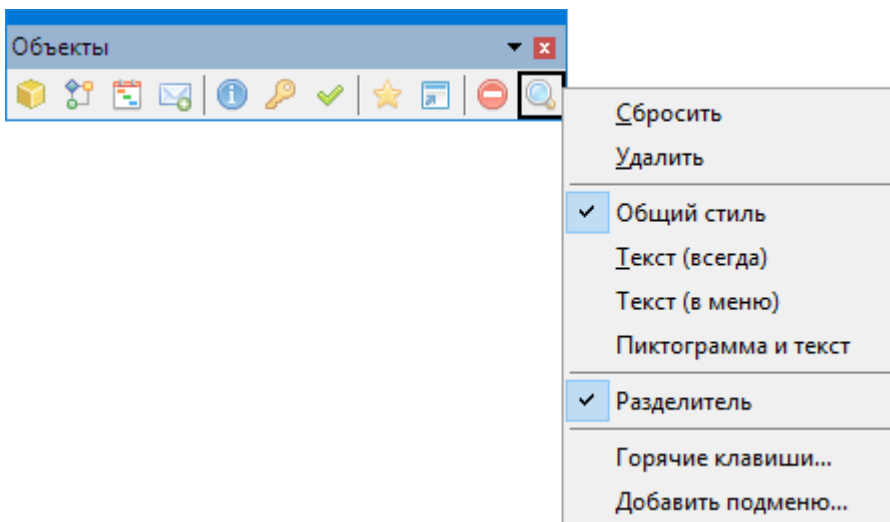 Объекты
Сбросить
Удалить
Общий стиль
Текст (всегда)
Текст (в меню)
Пиктограмма и текст
Разделитель
Горячие клавиши...
Добавить подменю...